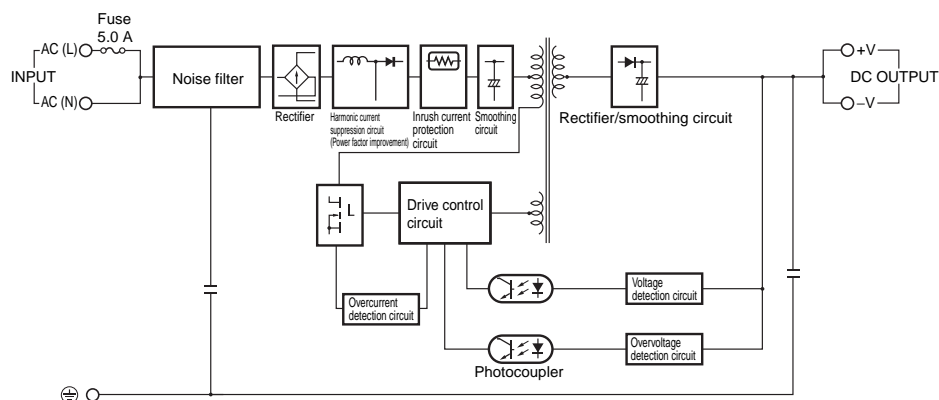 Fuse
5.0 A
AC (L)
INPUT
AC (N)
Noise filter
Rectifier
Harmonic current
suppression circuit
(Power factor improvement)
Inrush current
protection
circuit
Smoothing
circuit
Rectifier/smoothing circuit
+V
DC OUTPUT
–V
Drive control
circuit
Overcurrent
detection circuit
Voltage
detection circuit
Overvoltage
detection circuit
Photocoupler